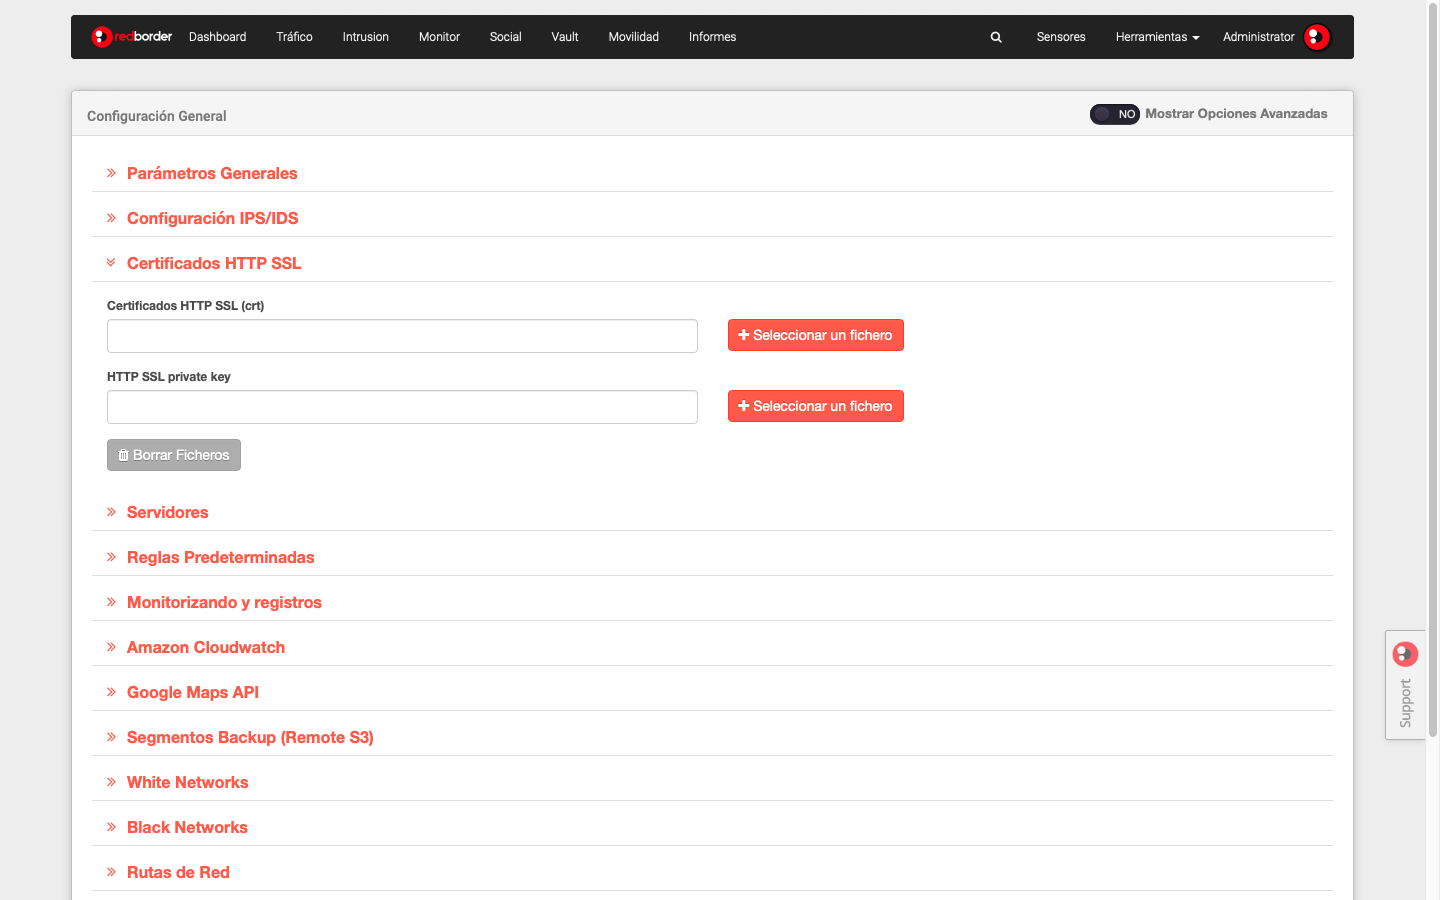 redborder Dashboard Tráfico Intrusion Monitor Social Vault Movilidad Informes Sensores Herramientas Administrator
Configuración General NO Mostrar Opciones Avanzadas
Parámetros Generales
Configuración IPS/IDS
Certificados HTTP SSL
Certificados HTTP SSL (crt)
Seleccionar un fichero
HTTP SSL private key
Seleccionar un fichero
Borrar Ficheros
Servidores
Reglas Predeterminadas
Monitorizando y registros
Amazon Cloudwatch
Google Maps API
Segmentos Backup (Remote S3)
White Networks
Black Networks
Rutas de Red
Support